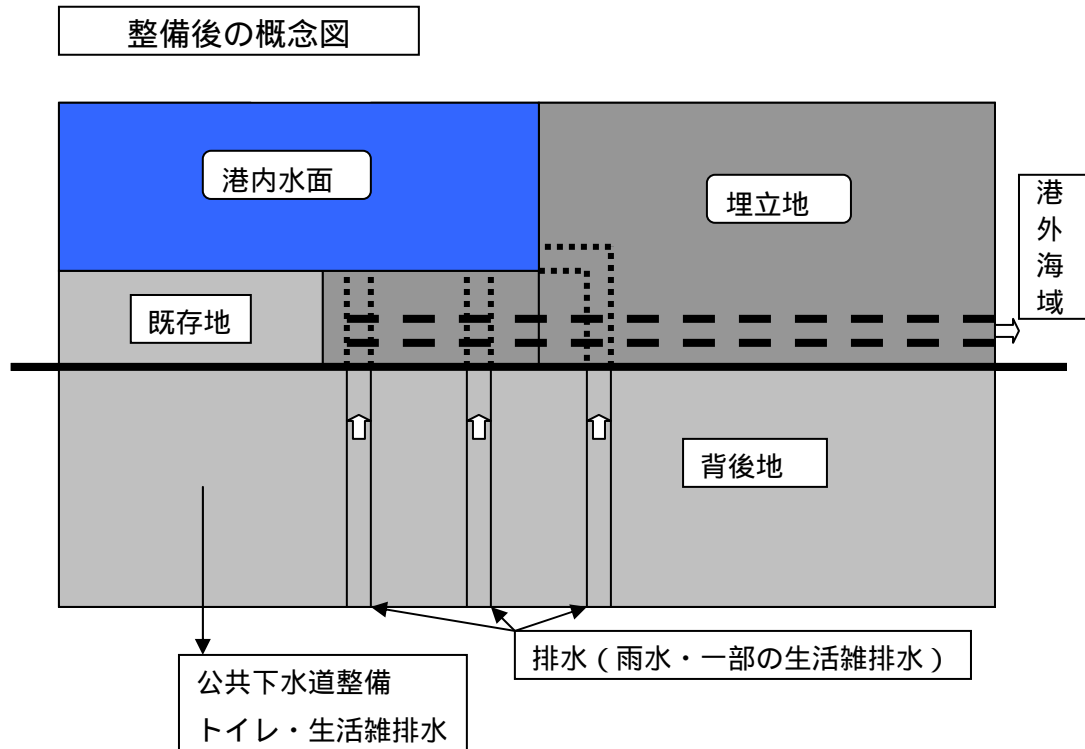 整備後の概念図
港内水面
埋立地
港外海域
既存地
背後地
排水（雨水・一部の生活雑排水）
公共下水道整備
トイレ・生活雑排水